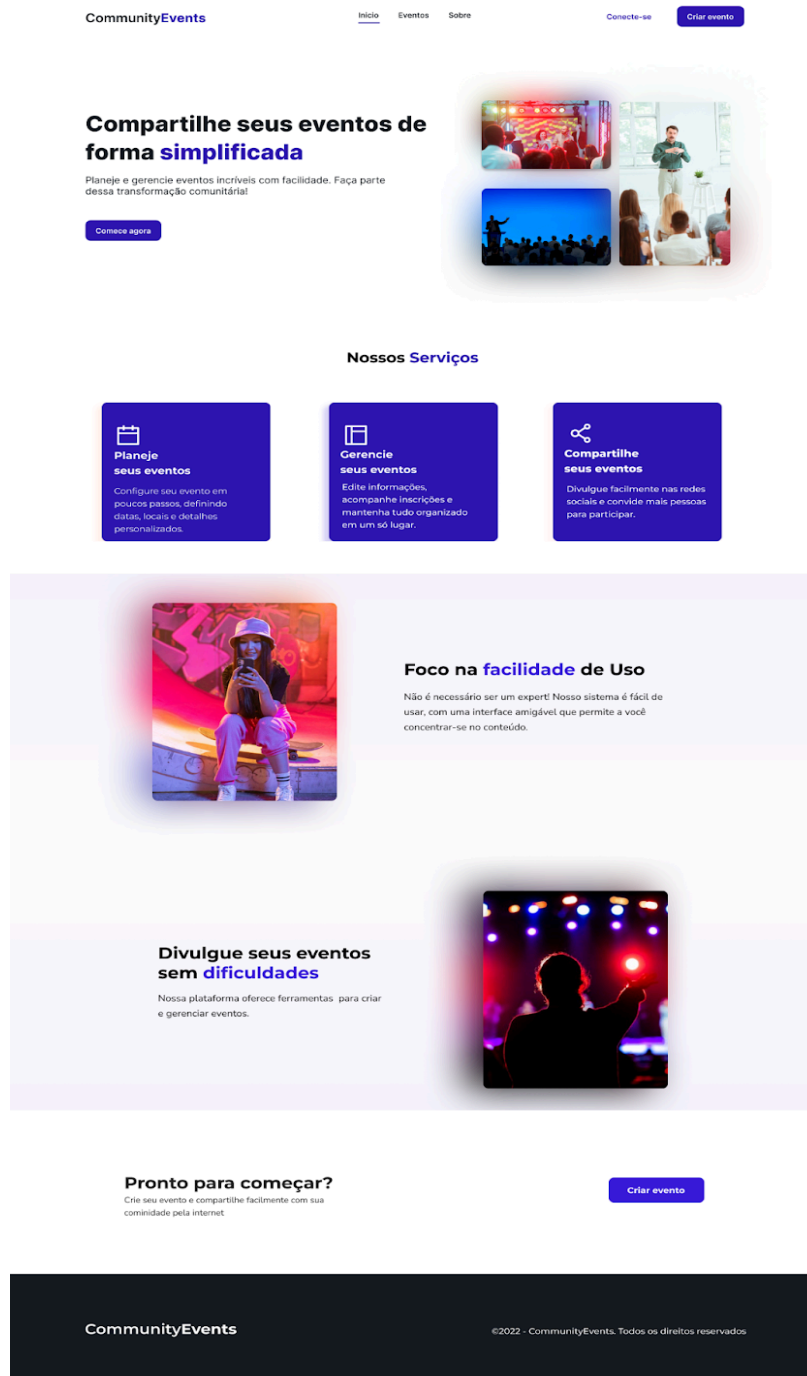 CommunityEvents
Início Eventos Sobre
Conecte-se
Criar evento
Compartilhe seus eventos de
forma simplificada
Planeje e gerencie eventos incríveis com facilidade. Faça parte
dessa transformação comunitária!
Comece agora
Nossos Serviços
Planeje
seus eventos
Configure seu evento em
poucos passos, definindo
datas, locais e detalhes
personalizados.
Gerencie
seus eventos
Edite informações,
acompanhe inscrições e
mantenha tudo organizado
em um só lugar.
Compartilhe
seus eventos
Divulgue facilmente nas redes
sociais e convide mais pessoas
para participar.
Foco na facilidade de Uso
Não é necessário ser um expert! Nosso sistema é fácil de
usar, com uma interface amigável que permite a você
concentrar-se no conteúdo.
Divulgue seus eventos
sem dificuldades
Nossa plataforma oferece ferramentas para criar
e gerenciar eventos.
Pronto para começar?
Crie seu evento e compartilhe facilmente com sua
cominidade pela internet
Criar evento
CommunityEvents
©2022 - CommunityEvents. Todos os direitos reservados